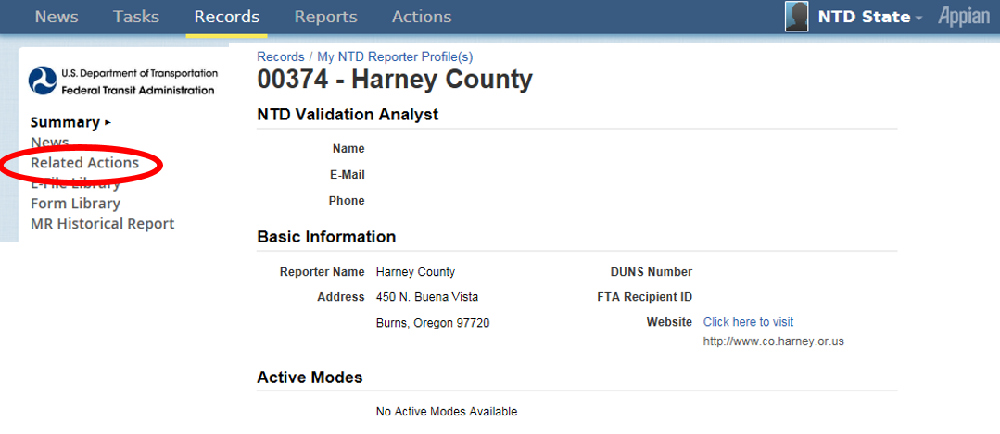 News Tasks Records Reports Actions NTD State Appian
U.S. Department of Transportation
Federal Transit Administration
Summary
News
Related Actions
E-File Library
Form Library
MR Historical Report
Records / My NTD Reporter Profile(s)
00374 - Harney County
NTD Validation Analyst
Name
E-Mail
Phone
Basic Information
Reporter Name Harney County DUNS Number
Address 450 N. Buena Vista FTA Recipient ID
Burns, Oregon 97720 Website Click here to visit
http://www.co.harney.or.us
Active Modes
No Active Modes Available